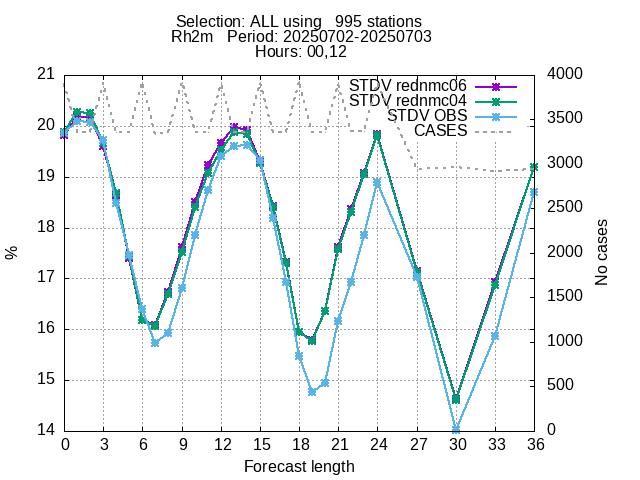 Selection: ALL using   995 stations
Rh2m   Period: 20250702-20250703
Hours: 00,12
21
20
19
18
17
16
15
14
%
4000
3500
3000
2500
2000
1500
1000
500
0
No cases
STDV rednmc06
STDV rednmc04
STDV OBS
CASES
0 3 6 9 12 15 18 21 24 27 30 33 36
Forecast length